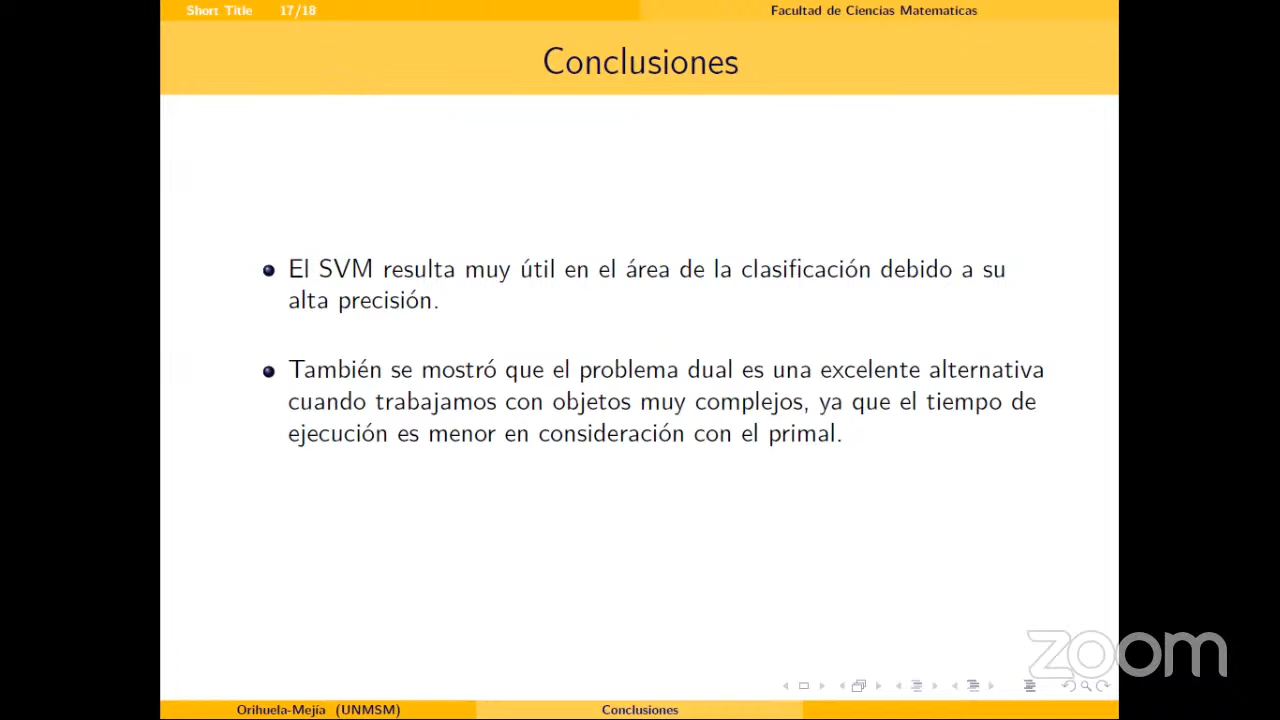 Short Title 17/18 Facultad de Ciencias Matematicas
Conclusiones
El SVM resulta muy útil en el área de la clasificación debido a su
alta precisión.
También se mostró que el problema dual es una excelente alternativa
cuando trabajamos con objetos muy complejos, ya que el tiempo de
ejecución es menor en consideración con el primal.
zoom
Orihuela-Mejía (UNMSM) Conclusiones